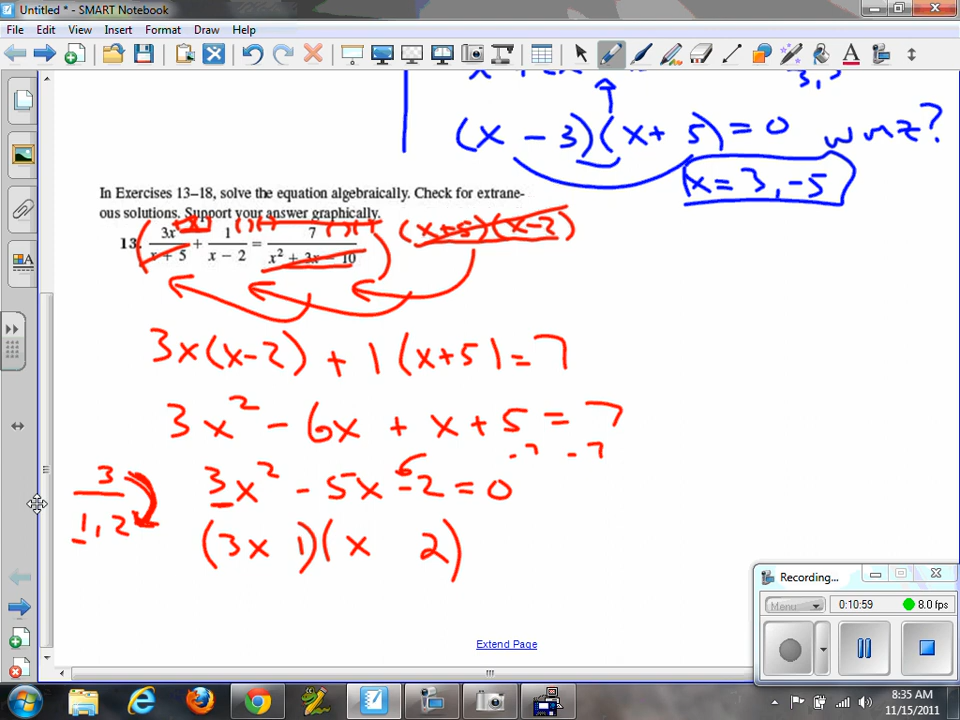 Untitled * - SMART Notebook
File Edit View Insert Format Draw Help
(x - 3)(x + 5) = 0 wnz?
x = 3, -5
In Exercises 13–18, solve the equation algebraically. Check for extrane-
ous solutions. Support your answer graphically.
13. 3x/x + 5 + 1/x − 2 = 7/x² + 3x − 10 (x+5)(x-2)
3x(x-2) + 1(x+5) = 7
3x² - 6x + x + 5 = 7
-7 -7
3x² - 5x - 2 = 0
6
3
1, 2
(3x 1)(x 2)
Extend Page
Recording...
Menu
0:10:59
8.0 fps
8:35 AM
11/15/2011